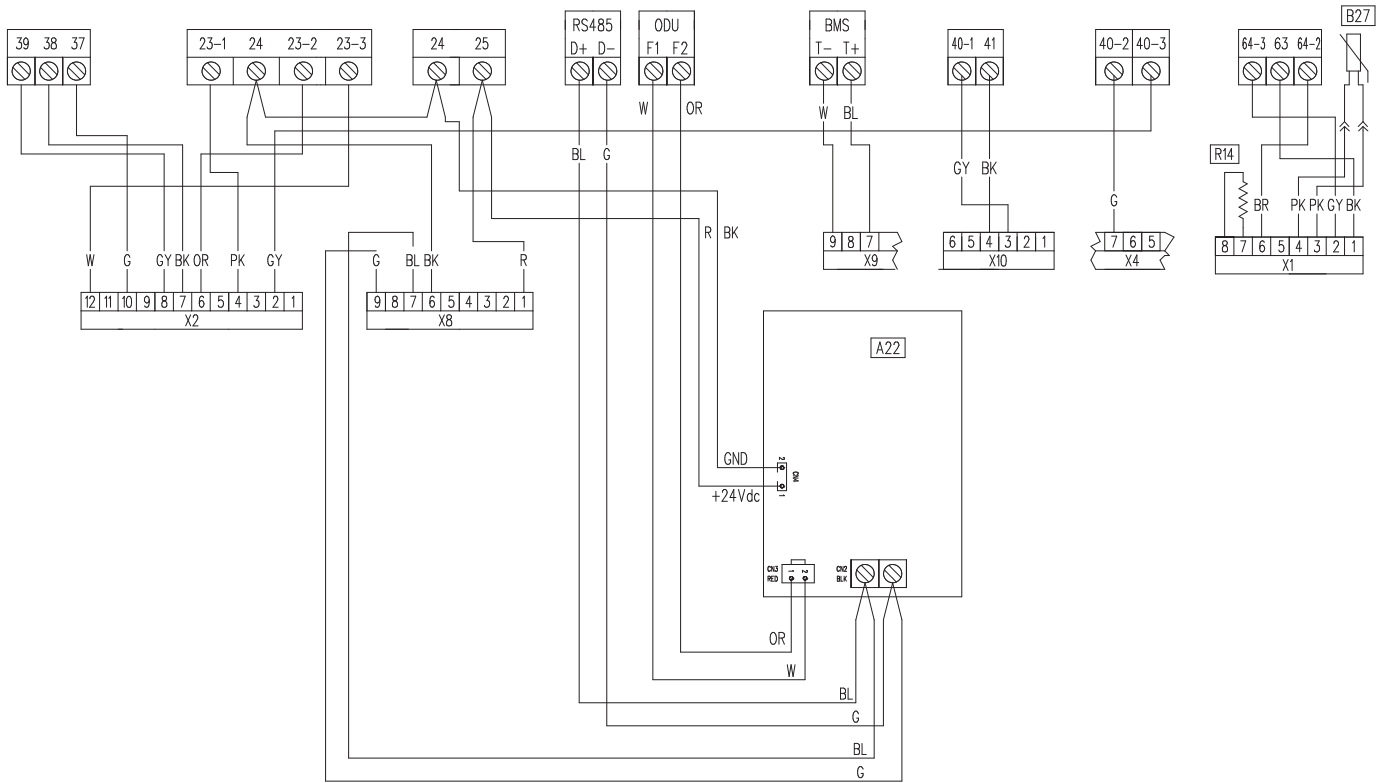 B27
RS485 ODU BMS
39 38 37 23-1 24 23-2 23-3 24 25 D+ D- F1 F2 T- T+ 40-1 41 40-2 40-3 64-3 63 64-2
W OR W BL
BL G R14
GY BK
G BR PK PK GY BK
R BK
9 8 7 6 5 4 3 2 1 7 6 5 8 7 6 5 4 3 2 1
X9 X10 X4 X1
W G GY BK OR PK GY G BL BK R
12 11 10 9 8 7 6 5 4 3 2 1 9 8 7 6 5 4 3 2 1
X2 X8
A22
GND 2
CN4
+24Vdc 1
CN3 1 2 CN2
RED BLK
OR
W
BL
G
BL
G